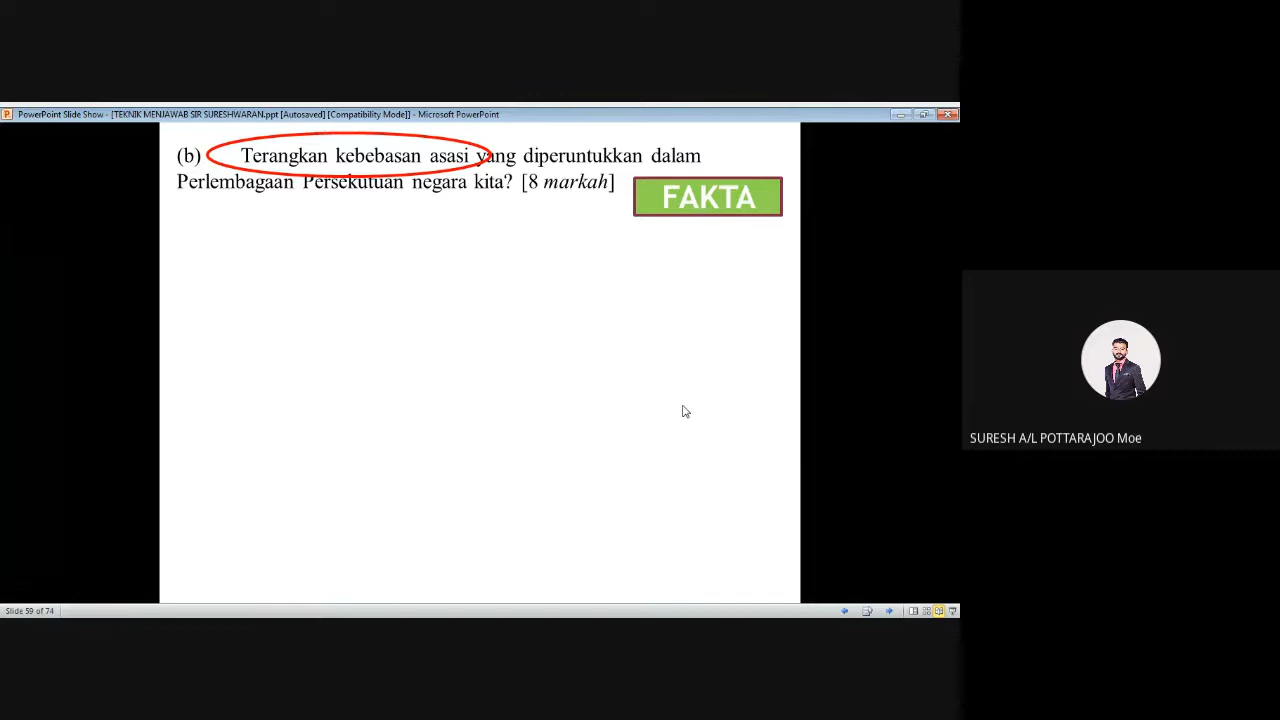 PowerPoint Slide Show - [TEKNIK MENJAWAB SIR SURESHWARAN.ppt [Autosaved] [Compatibility Mode]] - Microsoft PowerPoint
(b) Terangkan kebebasan asasi yang diperuntukkan dalam
Perlembagaan Persekutuan negara kita? [8 markah]
FAKTA
SURESH A/L POTTARAJOO Moe
Slide 59 of 74